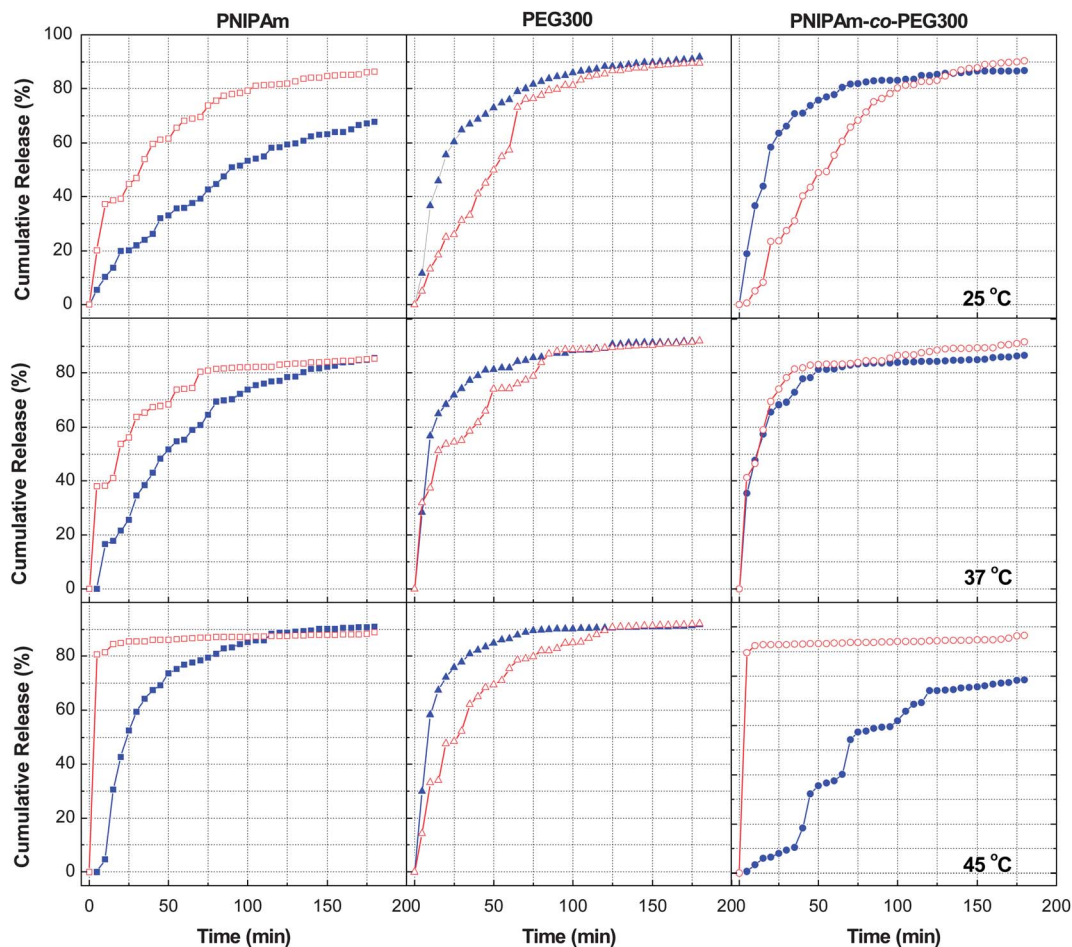 PNIPAm PEG300 PNIPAm-co-PEG300
100
80
60
40
20
0
Cumulative Release (%)
25 °C
80
60
40
20
0
Cumulative Release (%)
37 °C
80
60
40
20
0
Cumulative Release (%)
45 °C
0 50 100 150 200 50 100 150 200 50 100 150 200
Time (min) Time (min) Time (min)